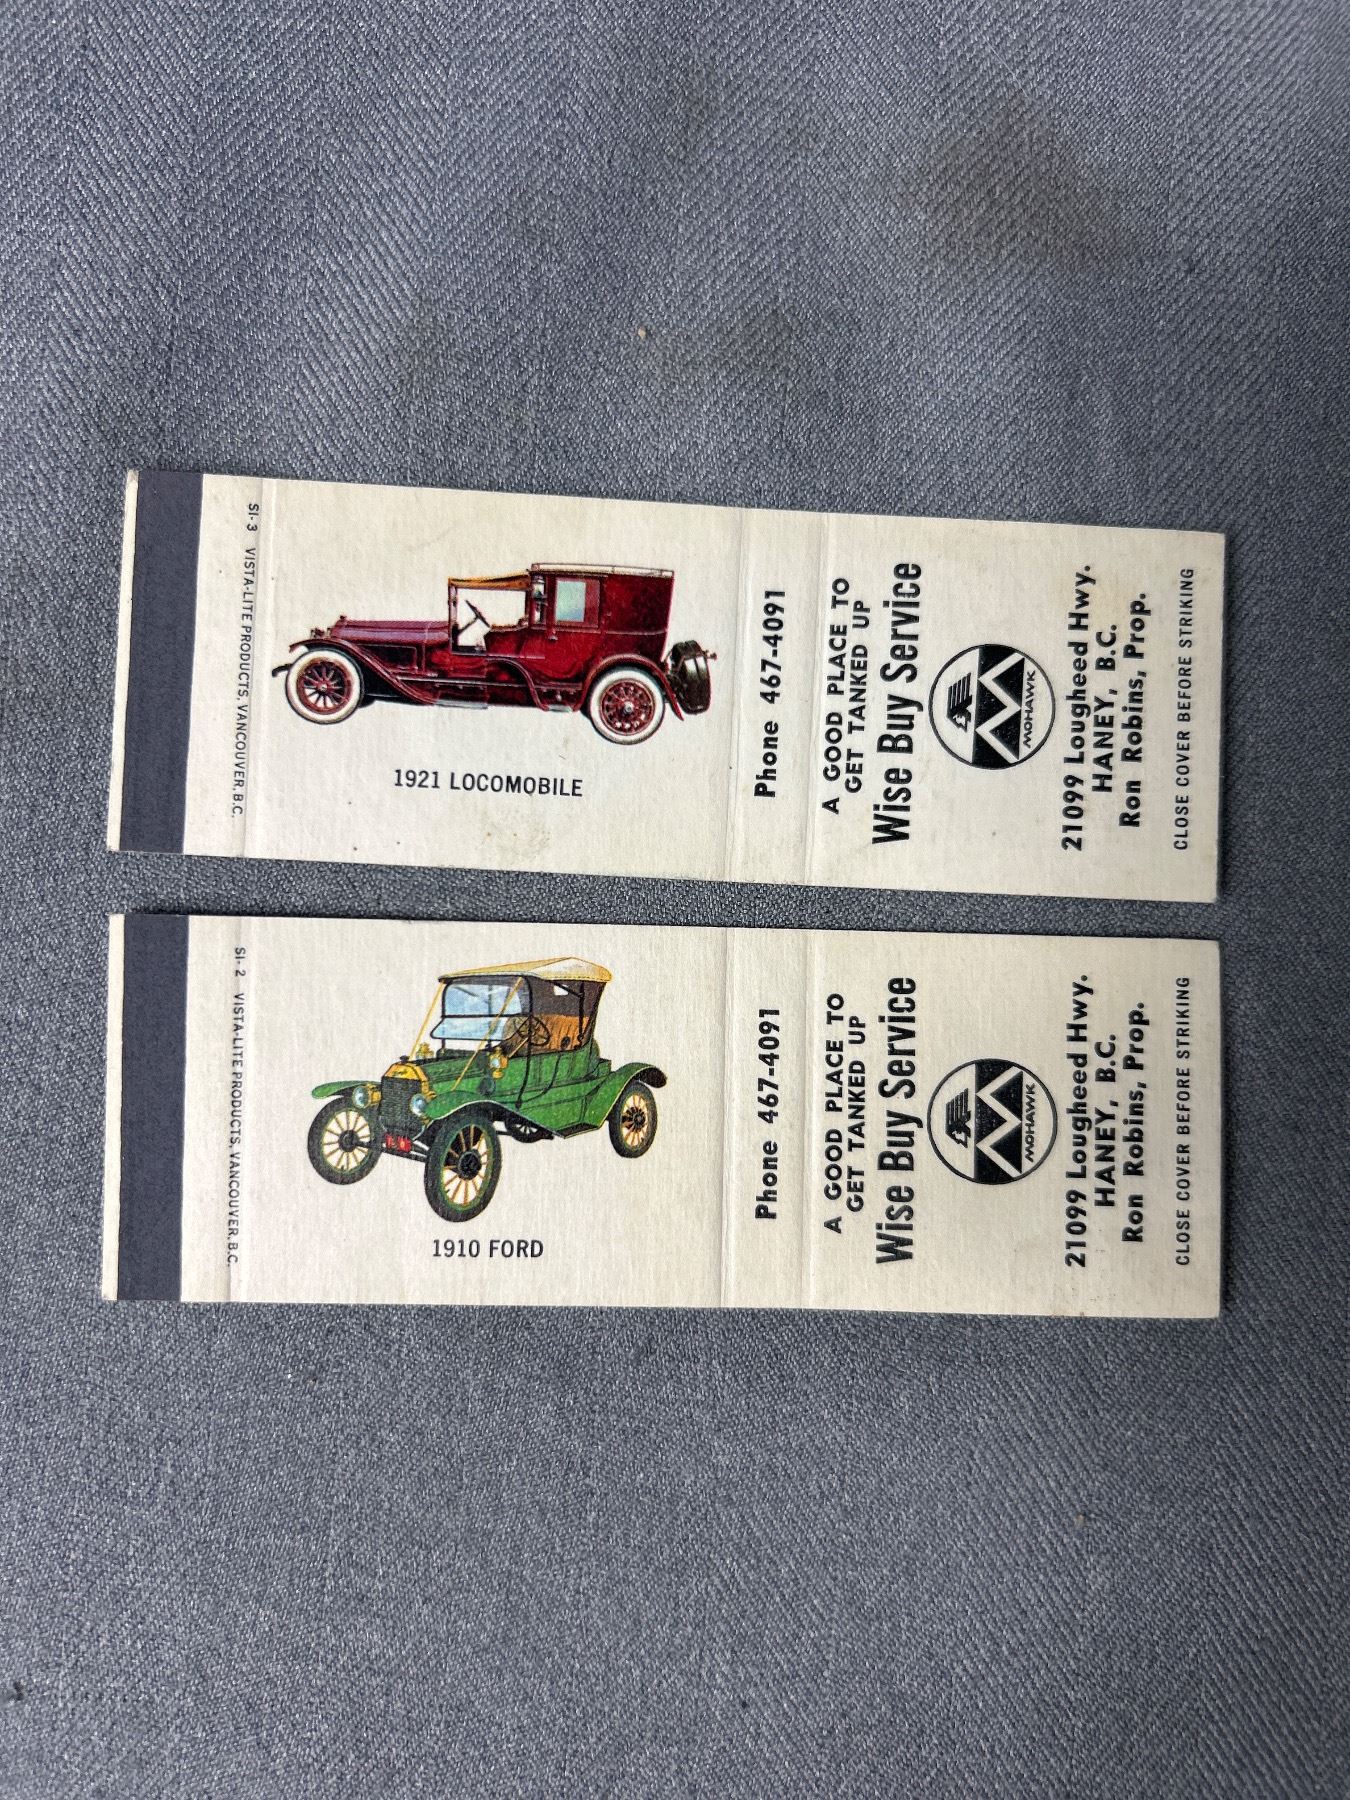 SI-3 VISTA-LITE PRODUCTS, VANCOUVER, B.C.
1921 LOCOMOBILE
Phone 467-4091
A GOOD PLACE TO
GET TANKED UP
Wise Buy Service
MOHAWK
21099 Lougheed Hwy.
HANEY, B.C.
Ron Robins, Prop.
CLOSE COVER BEFORE STRIKING
SI-2 VISTA-LITE PRODUCTS, VANCOUVER, B.C.
1910 FORD
Phone 467-4091
A GOOD PLACE TO
GET TANKED UP
Wise Buy Service
MOHAWK
21099 Lougheed Hwy.
HANEY, B.C.
Ron Robins, Prop.
CLOSE COVER BEFORE STRIKING